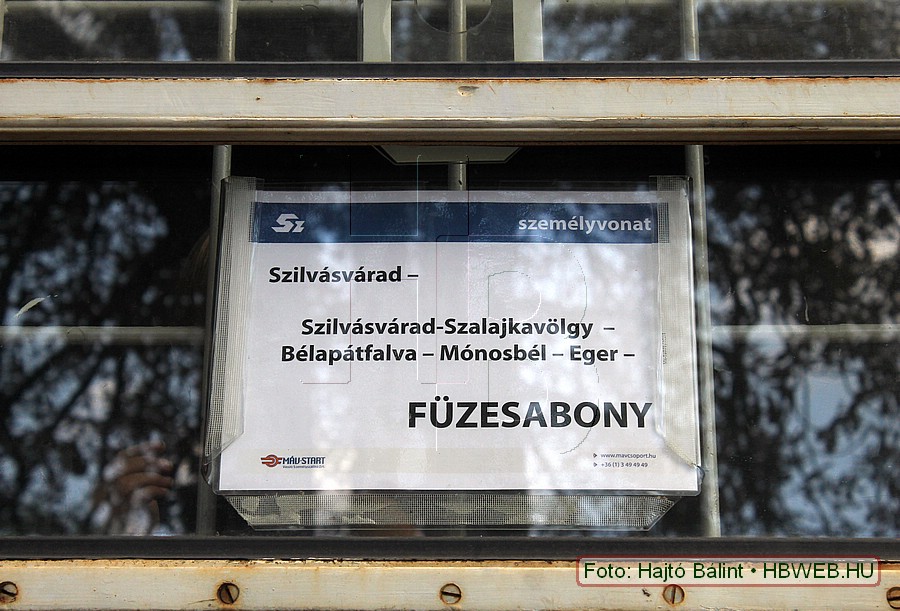 Sz személyvonat
Szilvásvárad –
Szilvásvárad-Szalajkavölgy –
Bélapátfalva – Mónosbél – Eger –
FÜZESABONY
MÁV-START
www.mavcsoport.hu
+36 (1) 3 49 49 49
Foto: Hajtó Bálint • HBWEB.HU